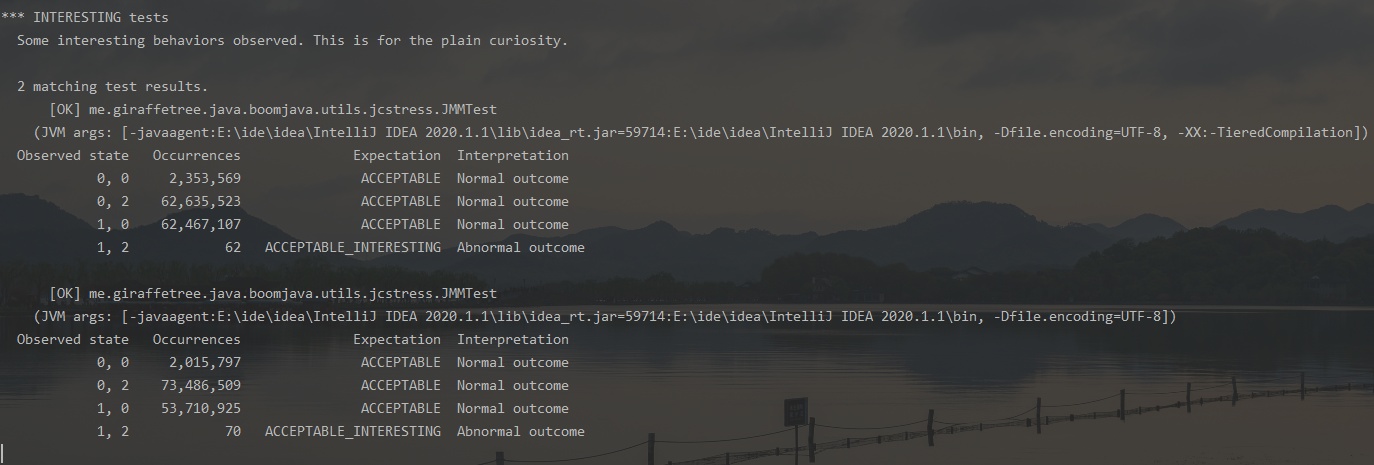 *** INTERESTING tests
Some interesting behaviors observed. This is for the plain curiosity.
2 matching test results.
[OK] me.giraffetree.java.boomjava.utils.jcstress.JMMTest
(JVM args: [-javaagent:E:\ide\idea\IntelliJ IDEA 2020.1.1\lib\idea_rt.jar=59714:E:\ide\idea\IntelliJ IDEA 2020.1.1\bin, -Dfile.encoding=UTF-8, -XX:-TieredCompilation])
Observed state Occurrences Expectation Interpretation
0, 0 2,353,569 ACCEPTABLE Normal outcome
0, 2 62,635,523 ACCEPTABLE Normal outcome
1, 0 62,467,107 ACCEPTABLE Normal outcome
1, 2 62 ACCEPTABLE_INTERESTING Abnormal outcome
[OK] me.giraffetree.java.boomjava.utils.jcstress.JMMTest
(JVM args: [-javaagent:E:\ide\idea\IntelliJ IDEA 2020.1.1\lib\idea_rt.jar=59714:E:\ide\idea\IntelliJ IDEA 2020.1.1\bin, -Dfile.encoding=UTF-8])
Observed state Occurrences Expectation Interpretation
0, 0 2,015,797 ACCEPTABLE Normal outcome
0, 2 73,486,509 ACCEPTABLE Normal outcome
1, 0 53,710,925 ACCEPTABLE Normal outcome
1, 2 70 ACCEPTABLE_INTERESTING Abnormal outcome